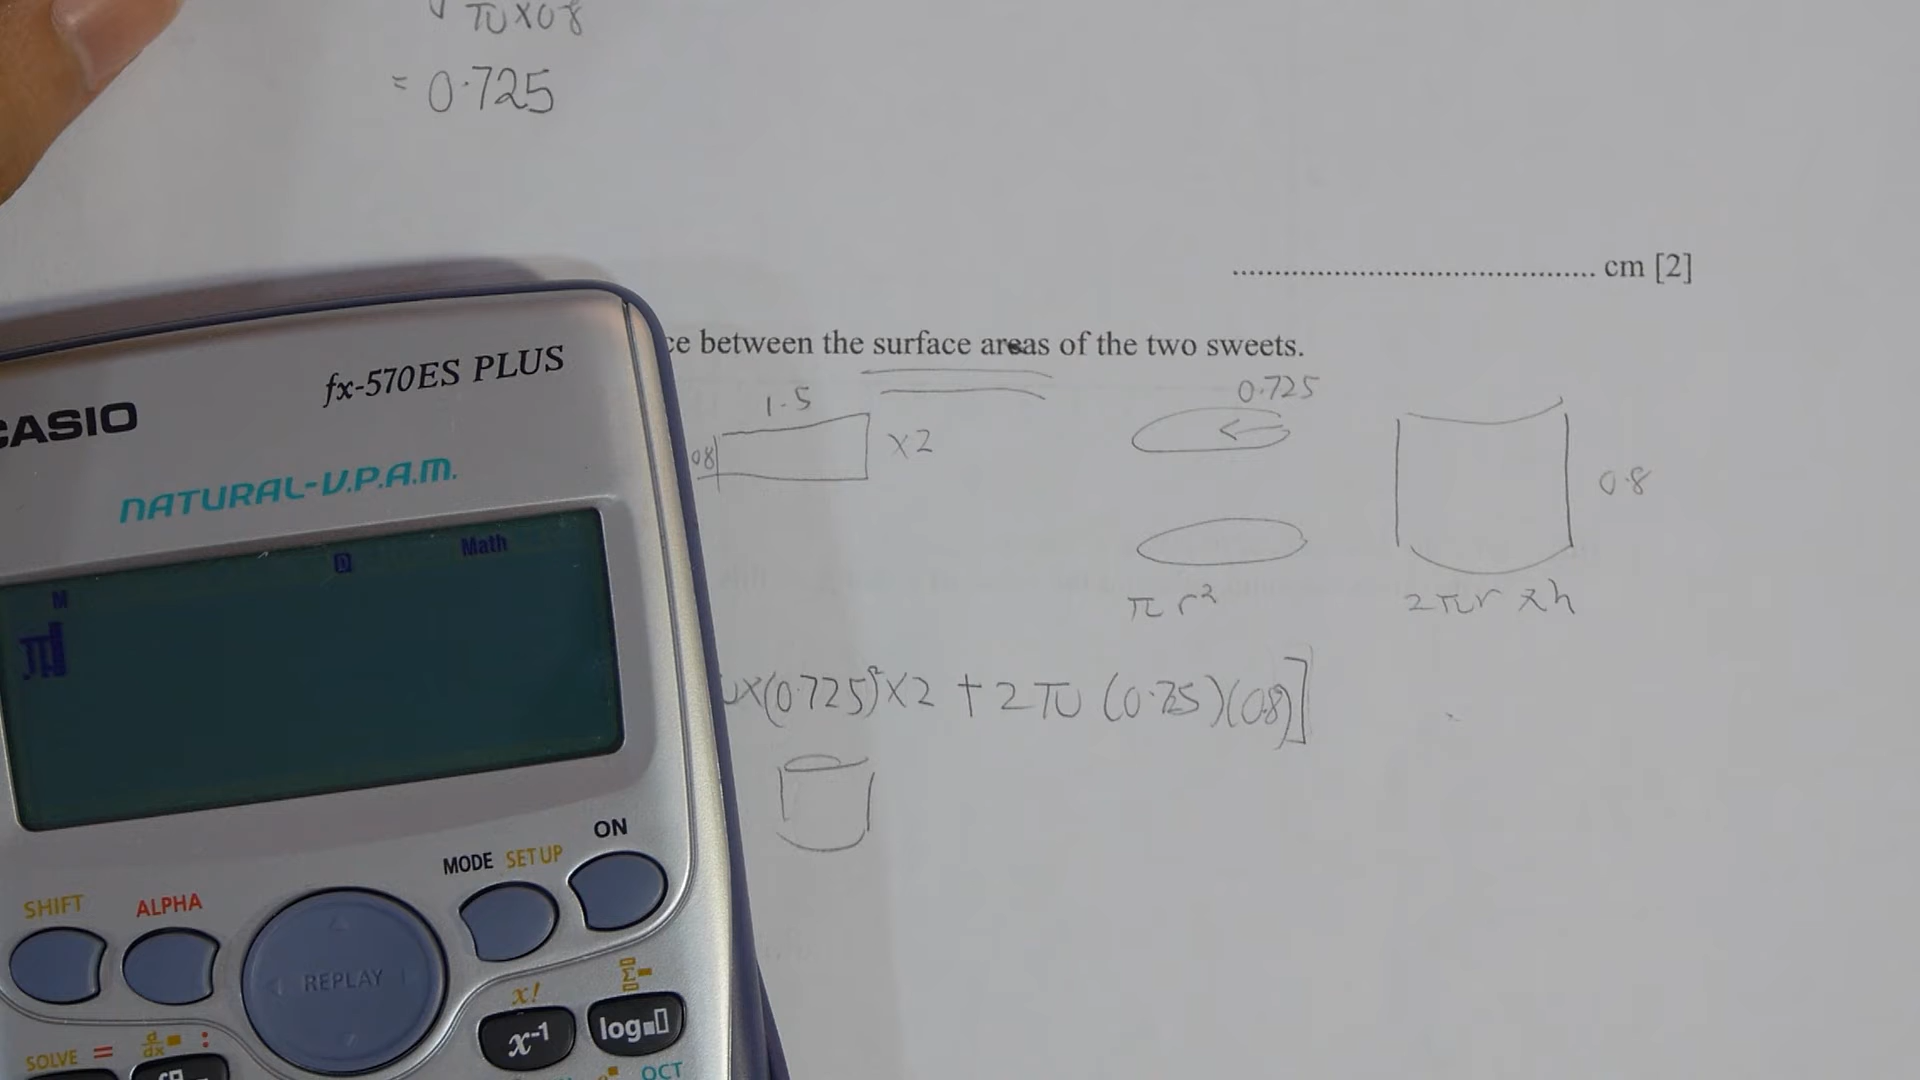 π×0.8
= 0.725
cm [2]
between the surface areas of the two sweets.
1.5
0.8
×2
0.725
0.8
πr²
2πr ×h
×(0.725)²×2 + 2π (0.725)(0.8)]
CASIO
fx-570ES PLUS
NATURAL-V.P.A.M.
M
D
Math
π
SHIFT
ALPHA
MODE
SETUP
ON
REPLAY
x!
x⁻¹
log
SOLVE =
d/dx
:
Σ
OCT